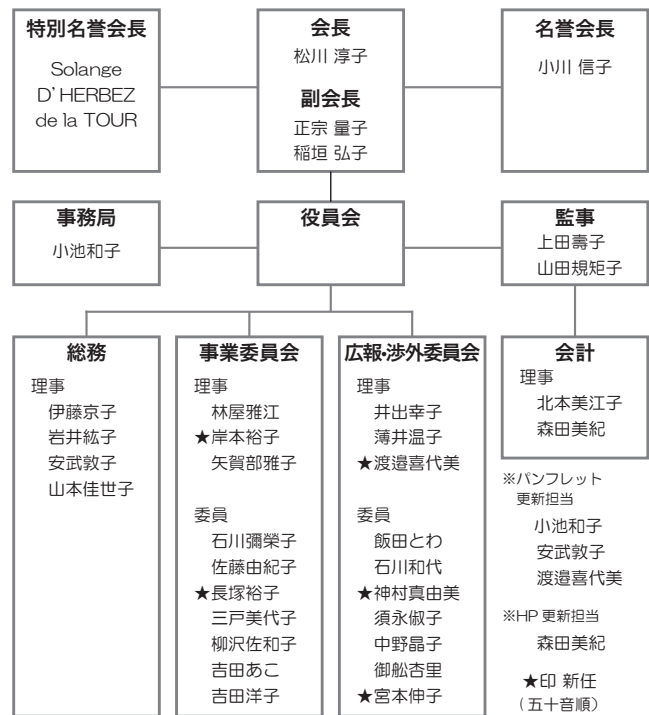 特別名誉会長
Solange
D’ HERBEZ
de la TOUR
会長
松川 淳子
副会長
正宗 量子
稲垣 弘子
名誉会長
小川 信子
事務局
小池和子
役員会
監事
上田壽子
山田規矩子
総務
理事
伊藤京子
岩井紘子
安武敦子
山本佳世子
事業委員会
理事
林屋雅江
★岸本裕子
矢賀部雅子
委員
石川彌榮子
佐藤由紀子
★長塚裕子
三戸美代子
柳沢佐和子
吉田あこ
吉田洋子
広報・渉外委員会
理事
井出幸子
薄井温子
★渡邉喜代美
委員
飯田とわ
石川和代
★神村真由美
須永俶子
中野晶子
御舩杏里
★宮本伸子
会計
理事
北本美江子
森田美紀
※パンフレット
更新担当
小池和子
安武敦子
渡邉喜代美
※HP 更新担当
森田美紀
★印 新任
（五十音順）